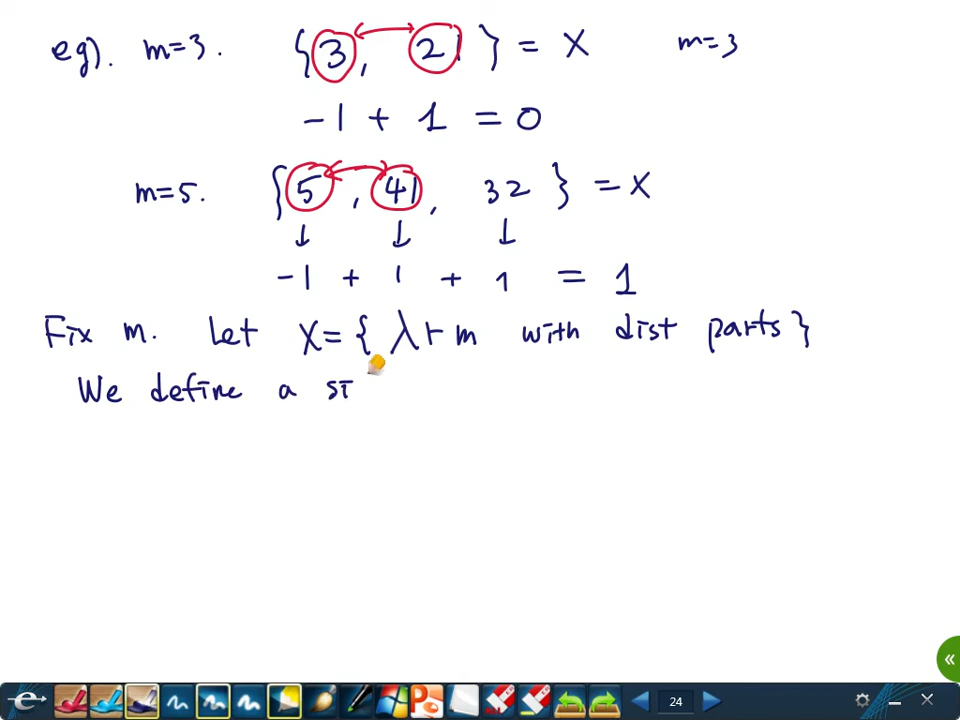 eg). m=3. {3, 21} = X m=3
-1 + 1 = 0
m=5. {5, 41, 32} = X
↓ ↓ ↓
-1 + 1 + 1 = 1
Fix m. Let X={ λ⊢m with dist parts}
We define a si
24